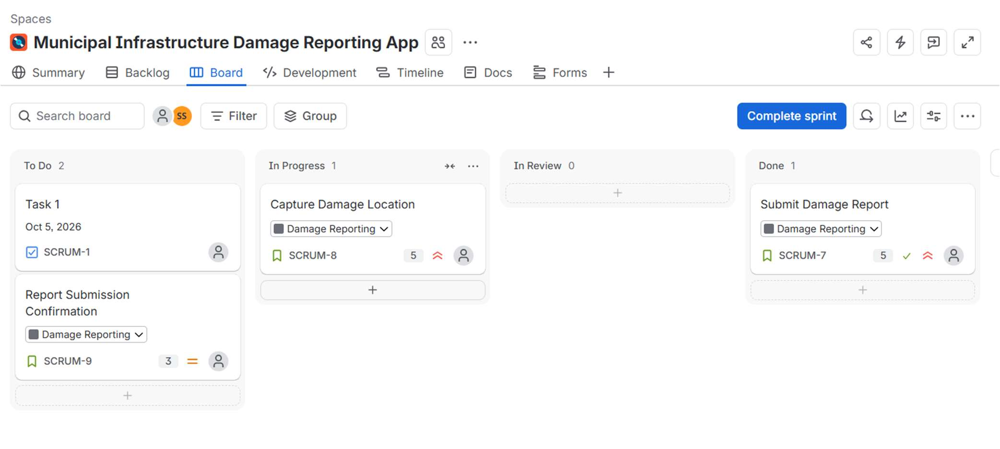 Spaces
Municipal Infrastructure Damage Reporting App
Summary Backlog Board Development Timeline Docs Forms
Search board SS Filter Group Complete sprint
To Do 2
Task 1
Oct 5, 2026
SCRUM-1
Report Submission
Confirmation
Damage Reporting
SCRUM-9 3
In Progress 1
Capture Damage Location
Damage Reporting
SCRUM-8 5
In Review 0
Done 1
Submit Damage Report
Damage Reporting
SCRUM-7 5